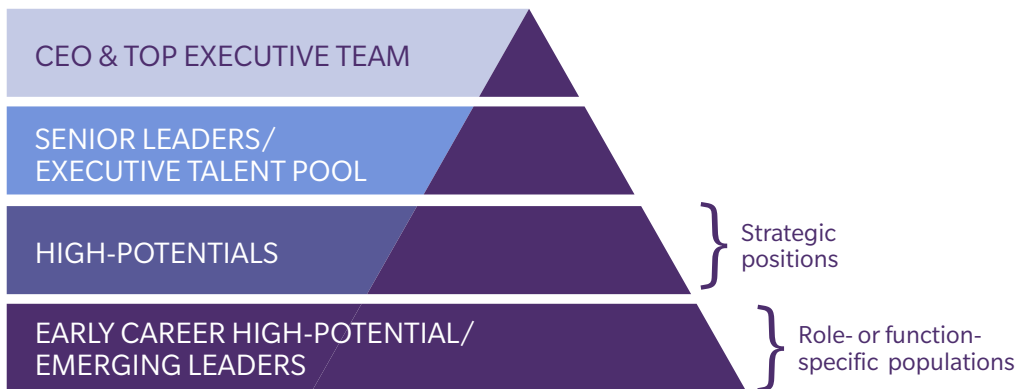 CEO & TOP EXECUTIVE TEAM
SENIOR LEADERS/
EXECUTIVE TALENT POOL
HIGH-POTENTIALS
Strategic
positions
EARLY CAREER HIGH-POTENTIAL/
EMERGING LEADERS
Role- or function-
specific populations